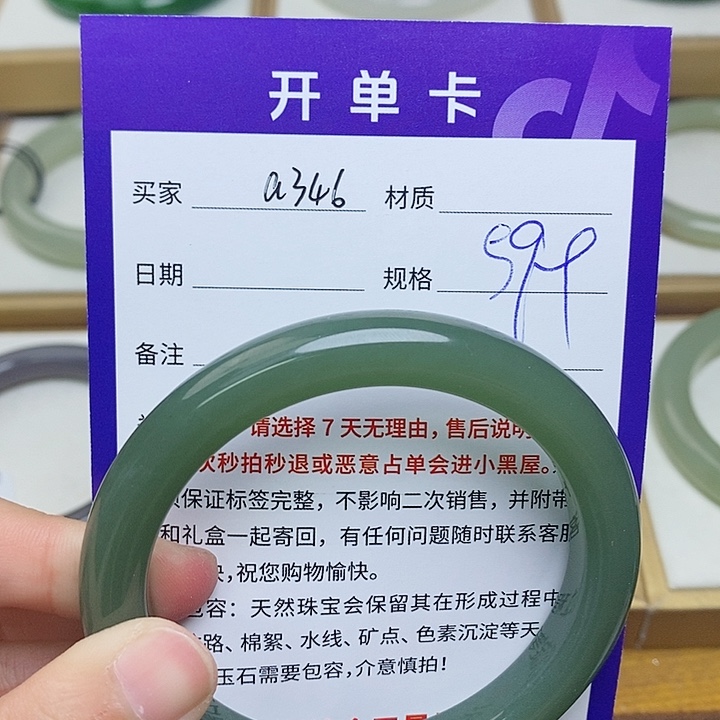 开单卡
买家 a346 材质
日期 规格 59
备注
请选择7天无理由，售后说明
秒拍秒退或恶意占单会进小黑屋。
保证标签完整，不影响二次销售，并附带
和礼盒一起寄回，有任何问题随时联系客服
快，祝您购物愉快。
包容：天然珠宝会保留其在形成过程中
路、棉絮、水线、矿点、色素沉淀等天
玉石需要包容，介意慎拍！